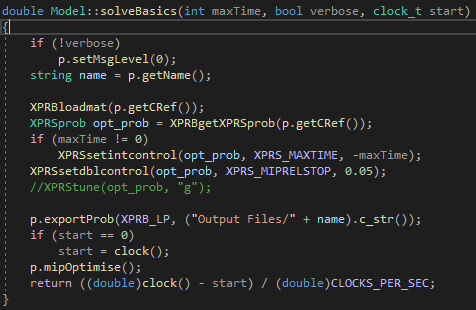 double Model::solveBasics(int maxTime, bool verbose, clock_t start)
{
    if (!verbose)
        p.setMsgLevel(0);
    string name = p.getName();

    XPRBloadmat(p.getCRef());
    XPRSprob opt_prob = XPRBgetXPRSprob(p.getCRef());
    if (maxTime != 0)
        XPRSsetintcontrol(opt_prob, XPRS_MAXTIME, -maxTime);
    XPRSsetdblcontrol(opt_prob, XPRS_MIPRELSTOP, 0.05);
    //XPRStune(opt_prob, "g");

    p.exportProb(XPRB_LP, ("Output Files/" + name).c_str());
    if (start == 0)
        start = clock();
    p.mipOptimise();
    return ((double)clock() - start) / (double)CLOCKS_PER_SEC;
}